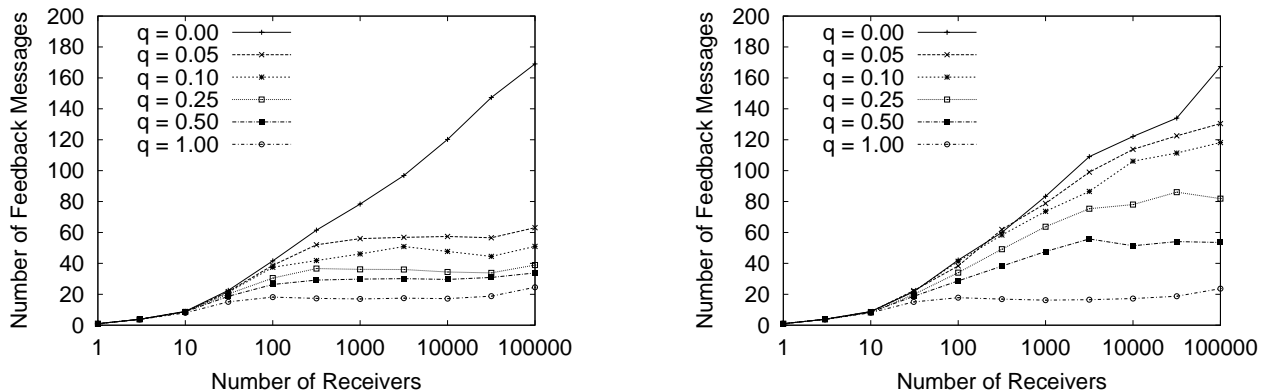 Number of Feedback Messages
200
180
160
140
120
100
80
60
40
20
0
q = 0.00
q = 0.05
q = 0.10
q = 0.25
q = 0.50
q = 1.00
1 10 100 1000 10000 100000
Number of Receivers
Number of Feedback Messages
200
180
160
140
120
100
80
60
40
20
0
q = 0.00
q = 0.05
q = 0.10
q = 0.25
q = 0.50
q = 1.00
1 10 100 1000 10000 100000
Number of Receivers